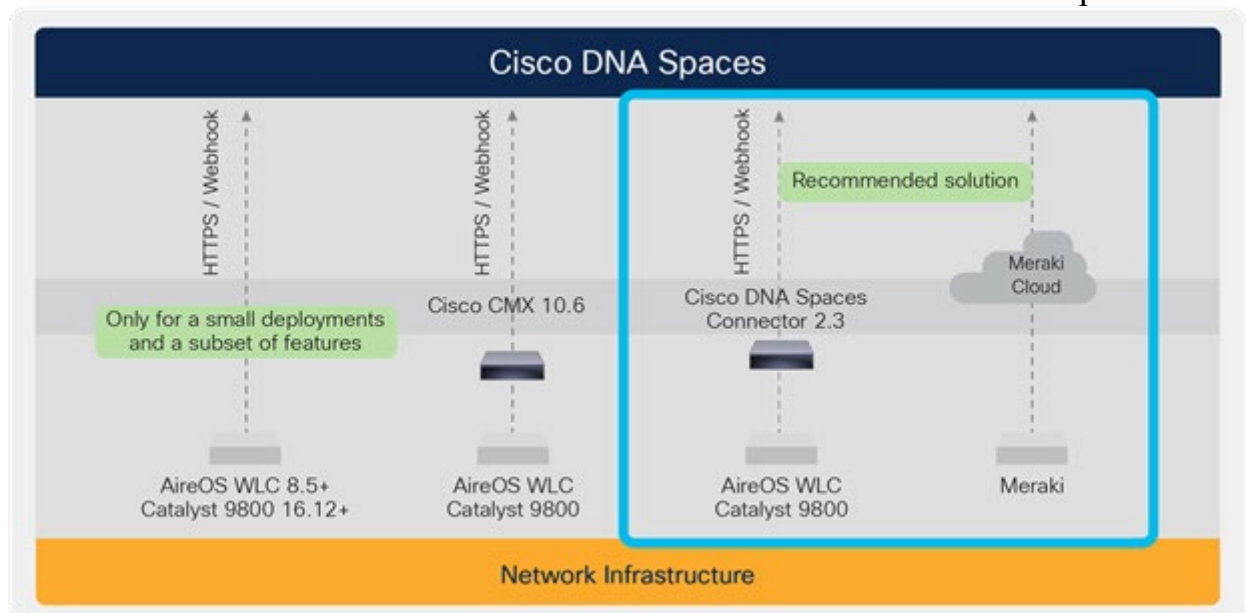 Cisco DNA Spaces
HTTPS / Webhook
HTTPS / Webhook
HTTPS / Webhook
Recommended solution
Meraki
Cloud
Only for a small deployments
and a subset of features
Cisco CMX 10.6
Cisco DNA Spaces
Connector 2.3
AireOS WLC 8.5+
Catalyst 9800 16.12+
AireOS WLC
Catalyst 9800
AireOS WLC
Catalyst 9800
Meraki
Network Infrastructure